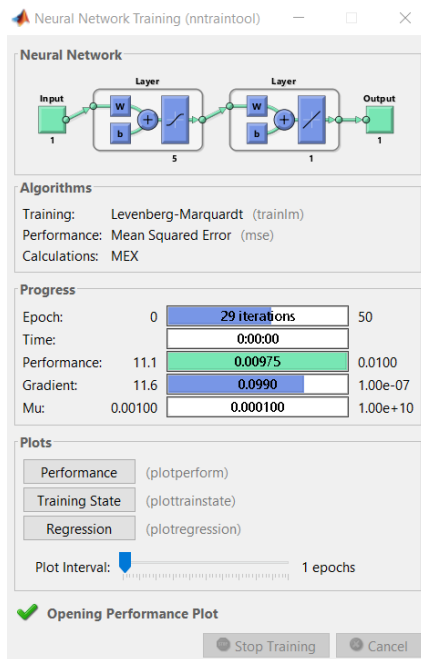 Neural Network Training (nntraintool)
Neural Network
Layer Layer
Input Output
W W
b b
1 5 1 1
Algorithms
Training: Levenberg-Marquardt (trainlm)
Performance: Mean Squared Error (mse)
Calculations: MEX
Progress
Epoch: 0 29 iterations 50
Time: 0:00:00
Performance: 11.1 0.00975 0.0100
Gradient: 11.6 0.0990 1.00e-07
Mu: 0.00100 0.000100 1.00e+10
Plots
Performance (plotperform)
Training State (plottrainstate)
Regression (plotregression)
Plot Interval: 1 epochs
Opening Performance Plot
Stop Training Cancel